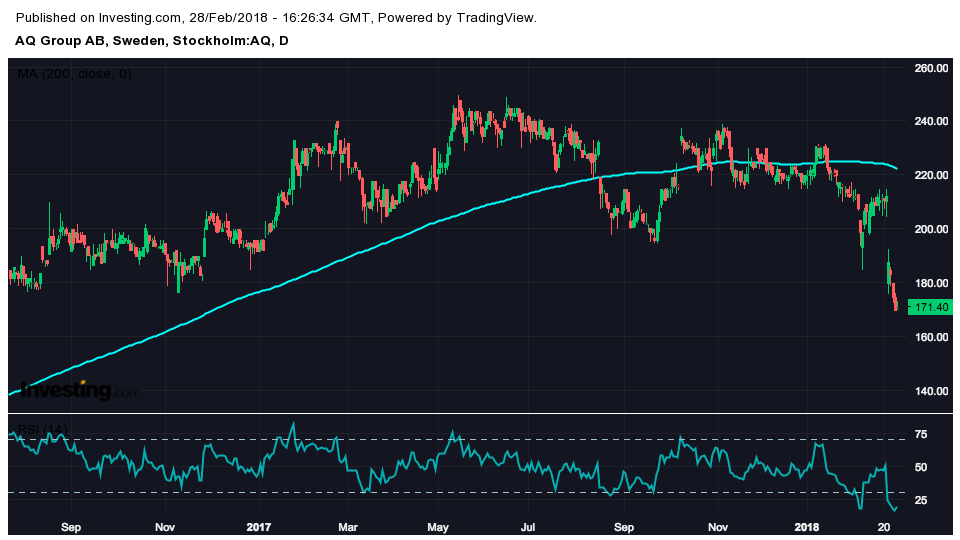 Published on Investing.com, 28/Feb/2018 - 16:26:34 GMT, Powered by TradingView.
AQ Group AB, Sweden, Stockholm:AQ, D
MA (200, close, 0)
260.00
240.00
220.00
200.00
180.00
171.40
160.00
140.00
Investing.com
RSI (14)
75
50
25
Sep Nov 2017 Mar May Jul Sep Nov 2018 20